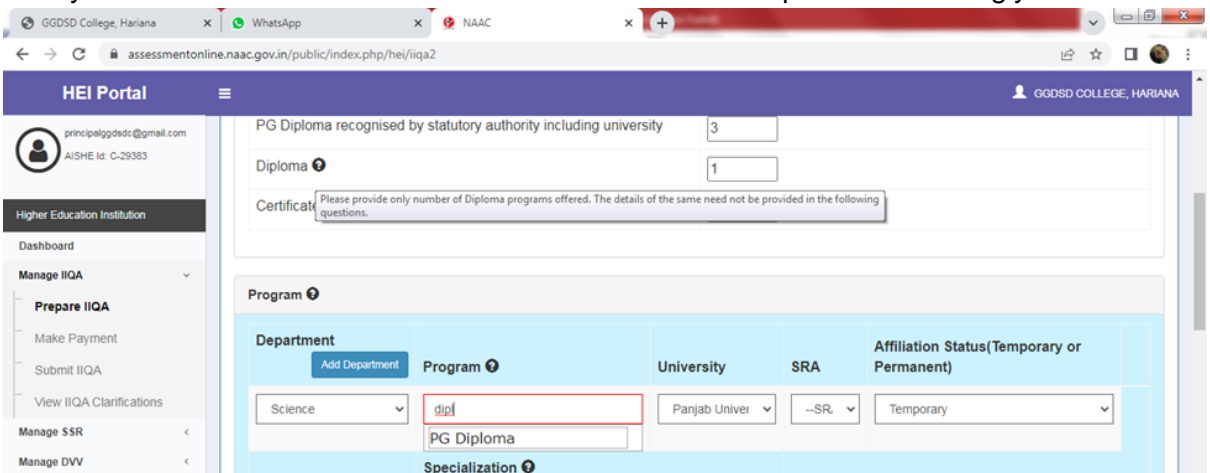 GGDSD College, Hariana
WhatsApp
NAAC
assessmentonline.naac.gov.in/public/index.php/hei/iiqa2
HEI Portal
GGDSD COLLEGE, HARIANA
principalggdsdc@gmail.com
AISHE Id: C-29383
PG Diploma recognised by statutory authority including university
3
Diploma
1
Certificate
Please provide only number of Diploma programs offered. The details of the same need not be provided in the following
questions.
Higher Education Institution
Dashboard
Manage IIQA
Prepare IIQA
Make Payment
Submit IIQA
View IIQA Clarifications
Manage SSR
Manage DVV
Program
Department
Add Department
Program
University
SRA
Affiliation Status(Temporary or
Permanent)
Science
dipl
Panjab Univer
--SR
Temporary
PG Diploma
Specialization